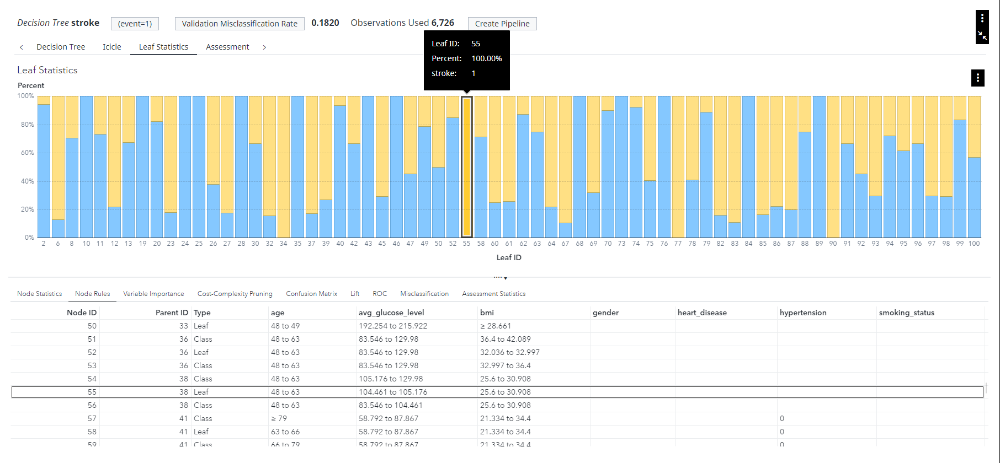 Decision Tree stroke (event=1) Validation Misclassification Rate 0.1820 Observations Used 6,726 Create Pipeline
Decision Tree Icicle Leaf Statistics Assessment
Leaf ID: 55
Percent: 100.00%
stroke: 1
Leaf Statistics
Percent
100%
80%
60%
40%
20%
0%
2 6 8 10 11 12 13 19 20 23 24 25 26 27 28 30 32 34 35 37 39 40 42 43 45 46 47 49 50 52 55 58 60 61 62 63 64 67 68 69 70 73 74 75 76 77 78 79 82 83 84 85 86 87 88 89 90 91 92 93 94 95 96 97 98 99 100
Leaf ID
Node Statistics Node Rules Variable Importance Cost-Complexity Pruning Confusion Matrix Lift ROC Misclassification Assessment Statistics
Node ID Parent ID Type age avg_glucose_level bmi gender heart_disease hypertension smoking_status
50 33 Leaf 48 to 49 192.254 to 215.922 ≥ 28.661
51 36 Class 48 to 63 83.546 to 129.98 36.4 to 42.089
52 36 Leaf 48 to 63 83.546 to 129.98 32.036 to 32.997
53 36 Class 48 to 63 83.546 to 129.98 32.997 to 36.4
54 38 Class 48 to 63 105.176 to 129.98 25.6 to 30.908
55 38 Leaf 48 to 63 104.461 to 105.176 25.6 to 30.908
56 38 Class 48 to 63 83.546 to 104.461 25.6 to 30.908
57 41 Class ≥ 79 58.792 to 87.867 21.334 to 34.4 0
58 41 Leaf 63 to 66 58.792 to 87.867 21.334 to 34.4 0
59 41 Class 66 to 79 58.792 to 87.867 21.334 to 34.4 0